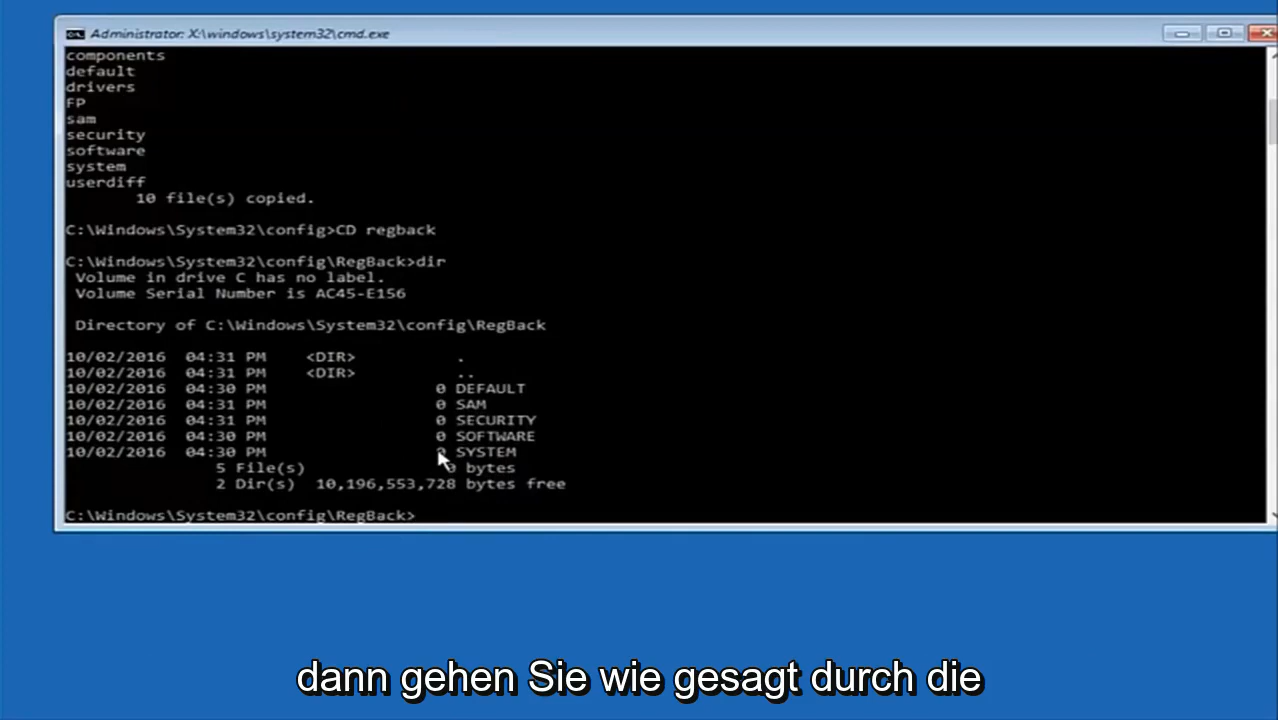 Administrator: X:\windows\system32\cmd.exe
components
default
drivers
FP
sam
security
software
system
userdiff
10 file(s) copied.
C:\Windows\System32\config>CD regback
C:\Windows\System32\config\RegBack>dir
Volume in drive C has no label.
Volume Serial Number is AC45-E156
Directory of C:\Windows\System32\config\RegBack
10/02/2016 04:31 PM <DIR> .
10/02/2016 04:31 PM <DIR> ..
10/02/2016 04:30 PM 0 DEFAULT
10/02/2016 04:31 PM 0 SAM
10/02/2016 04:31 PM 0 SECURITY
10/02/2016 04:30 PM 0 SOFTWARE
10/02/2016 04:30 PM 0 SYSTEM
5 File(s) 0 bytes
2 Dir(s) 10,196,553,728 bytes free
C:\Windows\System32\config\RegBack>
dann gehen Sie wie gesagt durch die